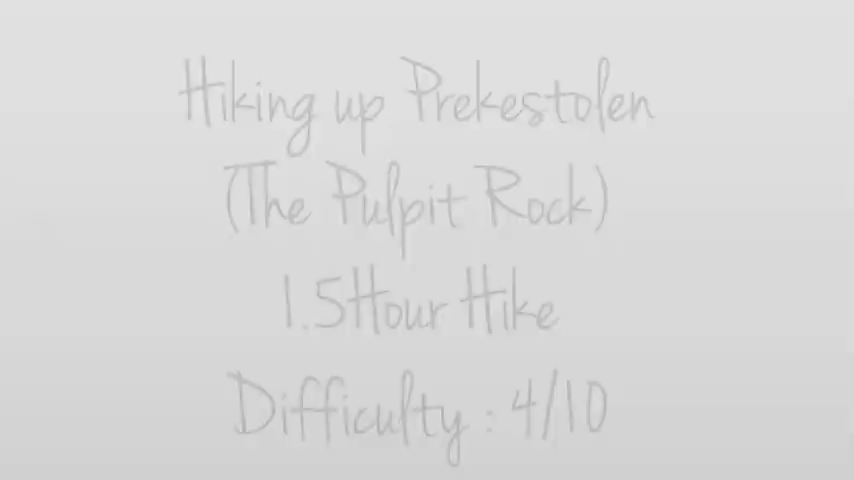 Hiking up Prekestolen
(The Pulpit Rock)
1.5Hour Hike
Difficulty : 4/10